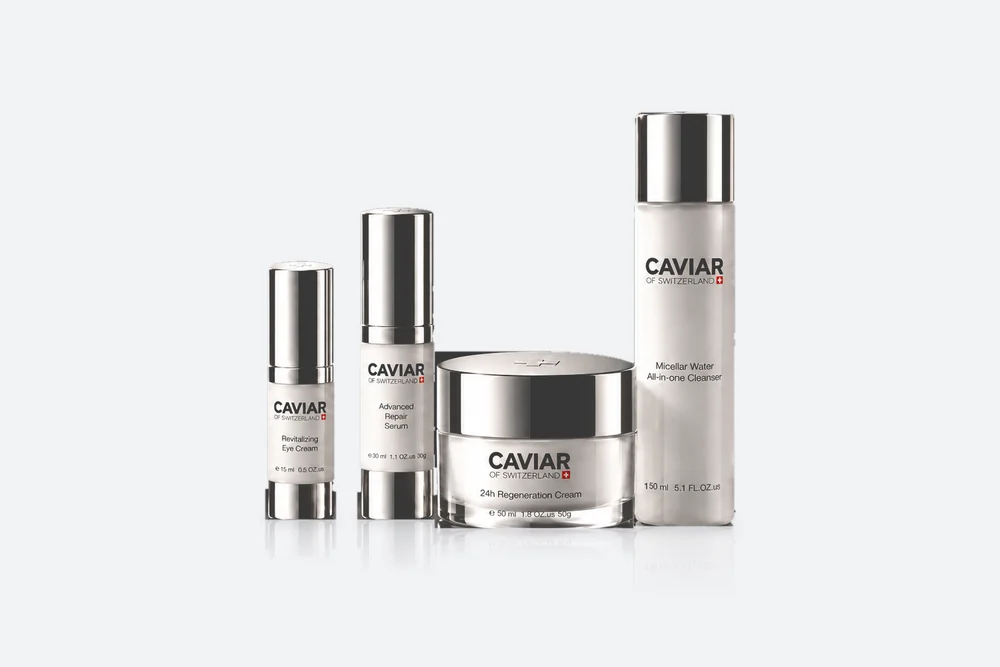 CAVIAR
OF SWITZERLAND
Revitalizing
Eye Cream
e 15 ml 0.5 OZ.us
CAVIAR
OF SWITZERLAND
Advanced
Repair
Serum
e 30 ml 1.1 OZ.us 30g
CAVIAR
OF SWITZERLAND
24h Regeneration Cream
e 50 ml 1.8 OZ.us 50g
CAVIAR
OF SWITZERLAND
Micellar Water
All-in-one Cleanser
150 ml 5.1 FL.OZ.us